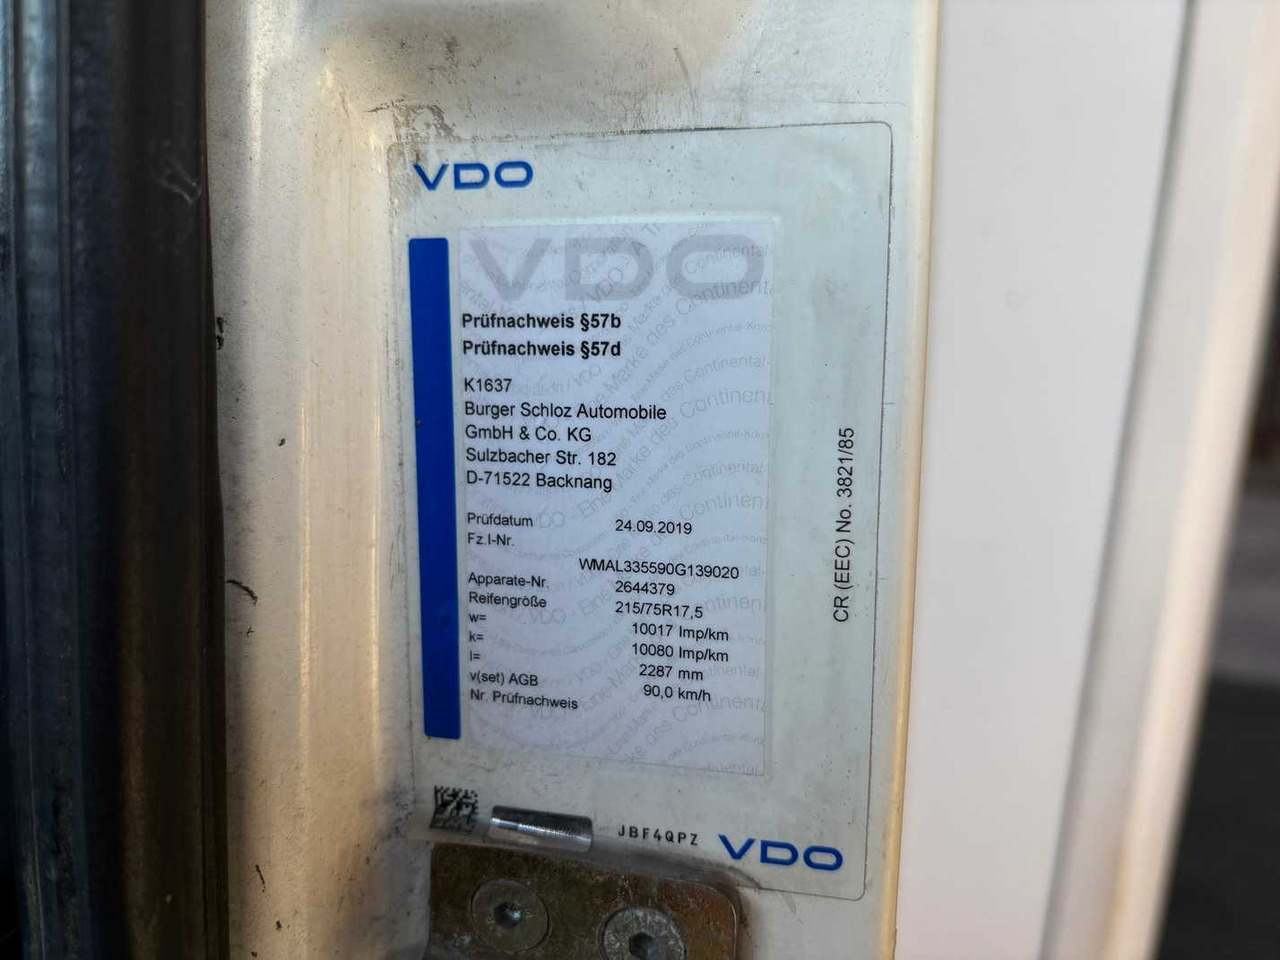 VDO
VDO
Prüfnachweis §57b
Prüfnachweis §57d
K1637
Burger Schloz Automobile
GmbH & Co. KG
Sulzbacher Str. 182
D-71522 Backnang
Prüfdatum 24.09.2019
Fz.I-Nr. WMAL335590G139020
Apparate-Nr. 2644379
Reifengröße 215/75R17,5
w= 10017 Imp/km
k= 10080 Imp/km
l= 2287 mm
v(set) AGB 90,0 km/h
Nr. Prüfnachweis
CR (EEC) No. 3821/85
JBF4QPZ
VDO